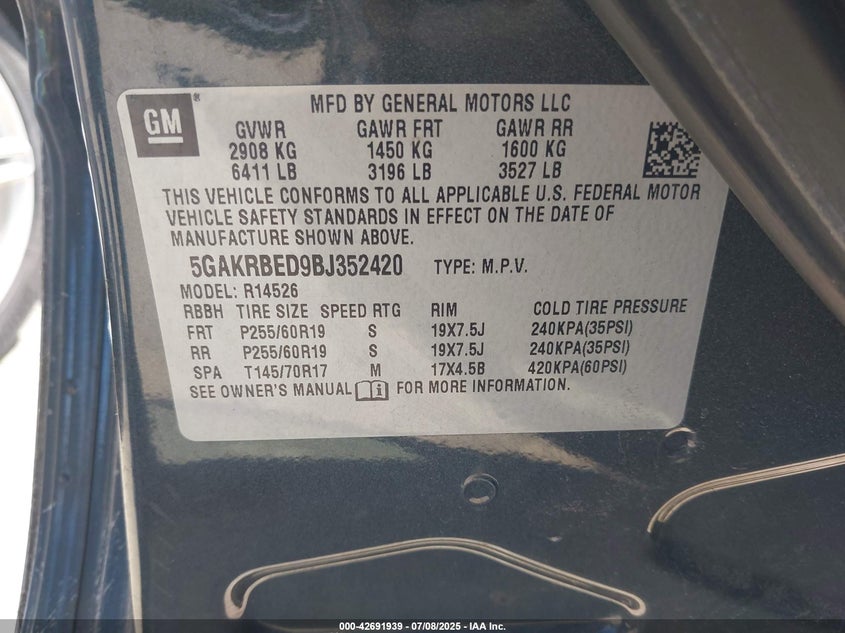 GM
®
MFD BY GENERAL MOTORS LLC
GVWR GAWR FRT GAWR RR
2908 KG 1450 KG 1600 KG
6411 LB 3196 LB 3527 LB
THIS VEHICLE CONFORMS TO ALL APPLICABLE U.S. FEDERAL MOTOR
VEHICLE SAFETY STANDARDS IN EFFECT ON THE DATE OF
MANUFACTURE SHOWN ABOVE.
5GAKRBED9BJ352420 TYPE: M.P.V.
MODEL: R14526
RBBH TIRE SIZE SPEED RTG RIM COLD TIRE PRESSURE
FRT P255/60R19 S 19X7.5J 240KPA(35PSI)
RR P255/60R19 S 19X7.5J 240KPA(35PSI)
SPA T145/70R17 M 17X4.5B 420KPA(60PSI)
SEE OWNER'S MANUAL FOR MORE INFORMATION.
000-42691939 / 07/08/2025 - IAA Inc.